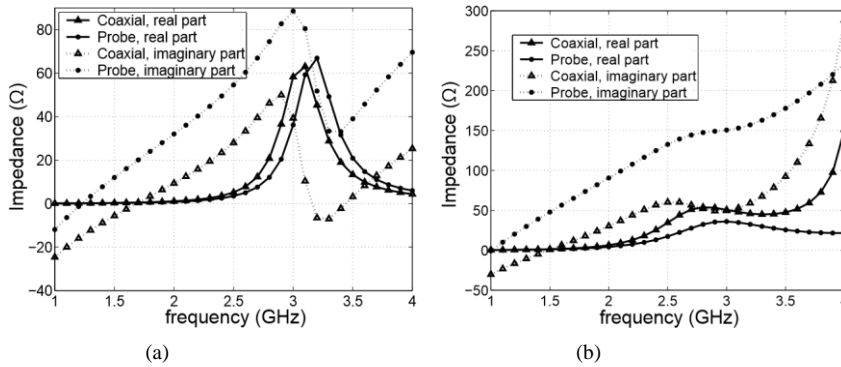 100
80
60
40
20
0
−20
−40
Impedance (Ω)
Coaxial, real part
Probe, real part
Coaxial, imaginary part
Probe, imaginary part
1
1.5
2
2.5
3
3.5
4
frequency (GHz)
(a)
300
250
200
150
100
50
0
−50
Impedance (Ω)
Coaxial, real part
Probe, real part
Coaxial, imaginary part
Probe, imaginary part
1
1.5
2
2.5
3
3.5
frequency (GHz)
(b)